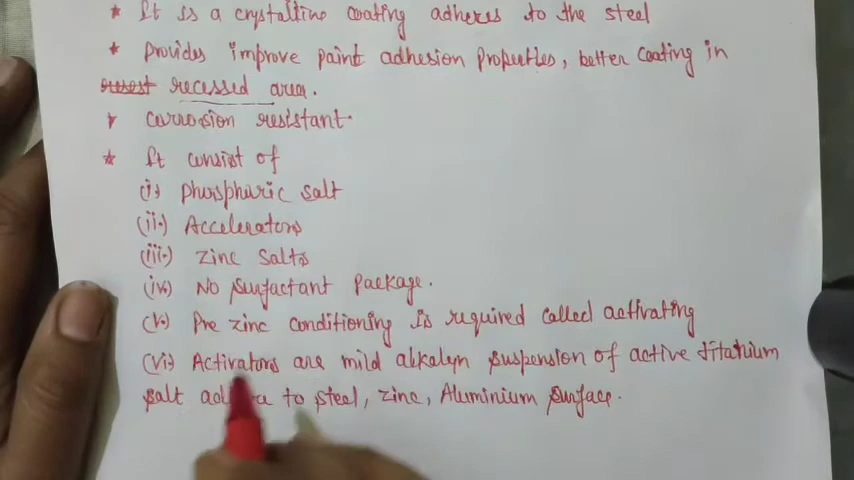 * It is a crystalline coating adheres to the steel
* Provides improve paint adhesion Properties, better coating in
recessed area.
* corrosion resistant.
* It consist of
(i) phosphoric salt
(ii.) Accelerators
(iii.) Zinc Salts
(iv.) No surfactant Package.
(v.) Pre zinc conditioning is required called activating
(vi) Activators are mild alkalyn suspension of active titanium
salt to steel, zinc, Aluminium surface.